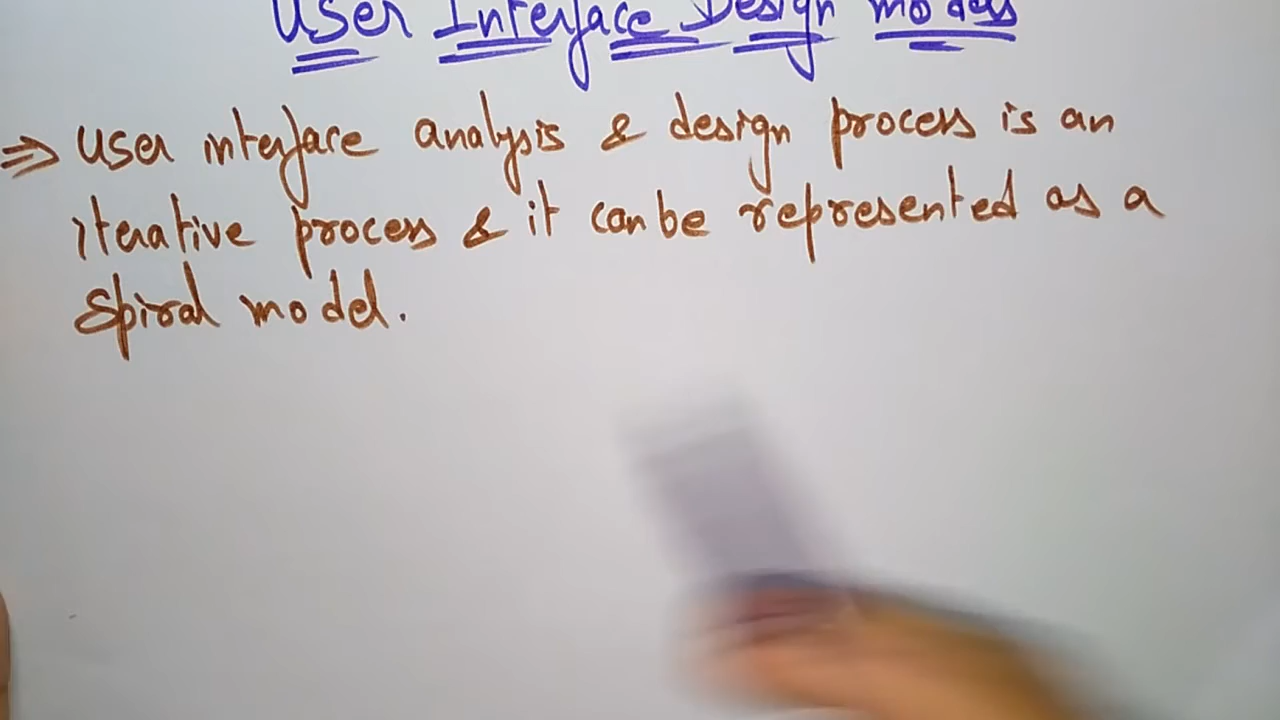 User Interface Design models
⇒ user interface analysis & design process is an
iterative process & it can be represented as a
Spiral model.